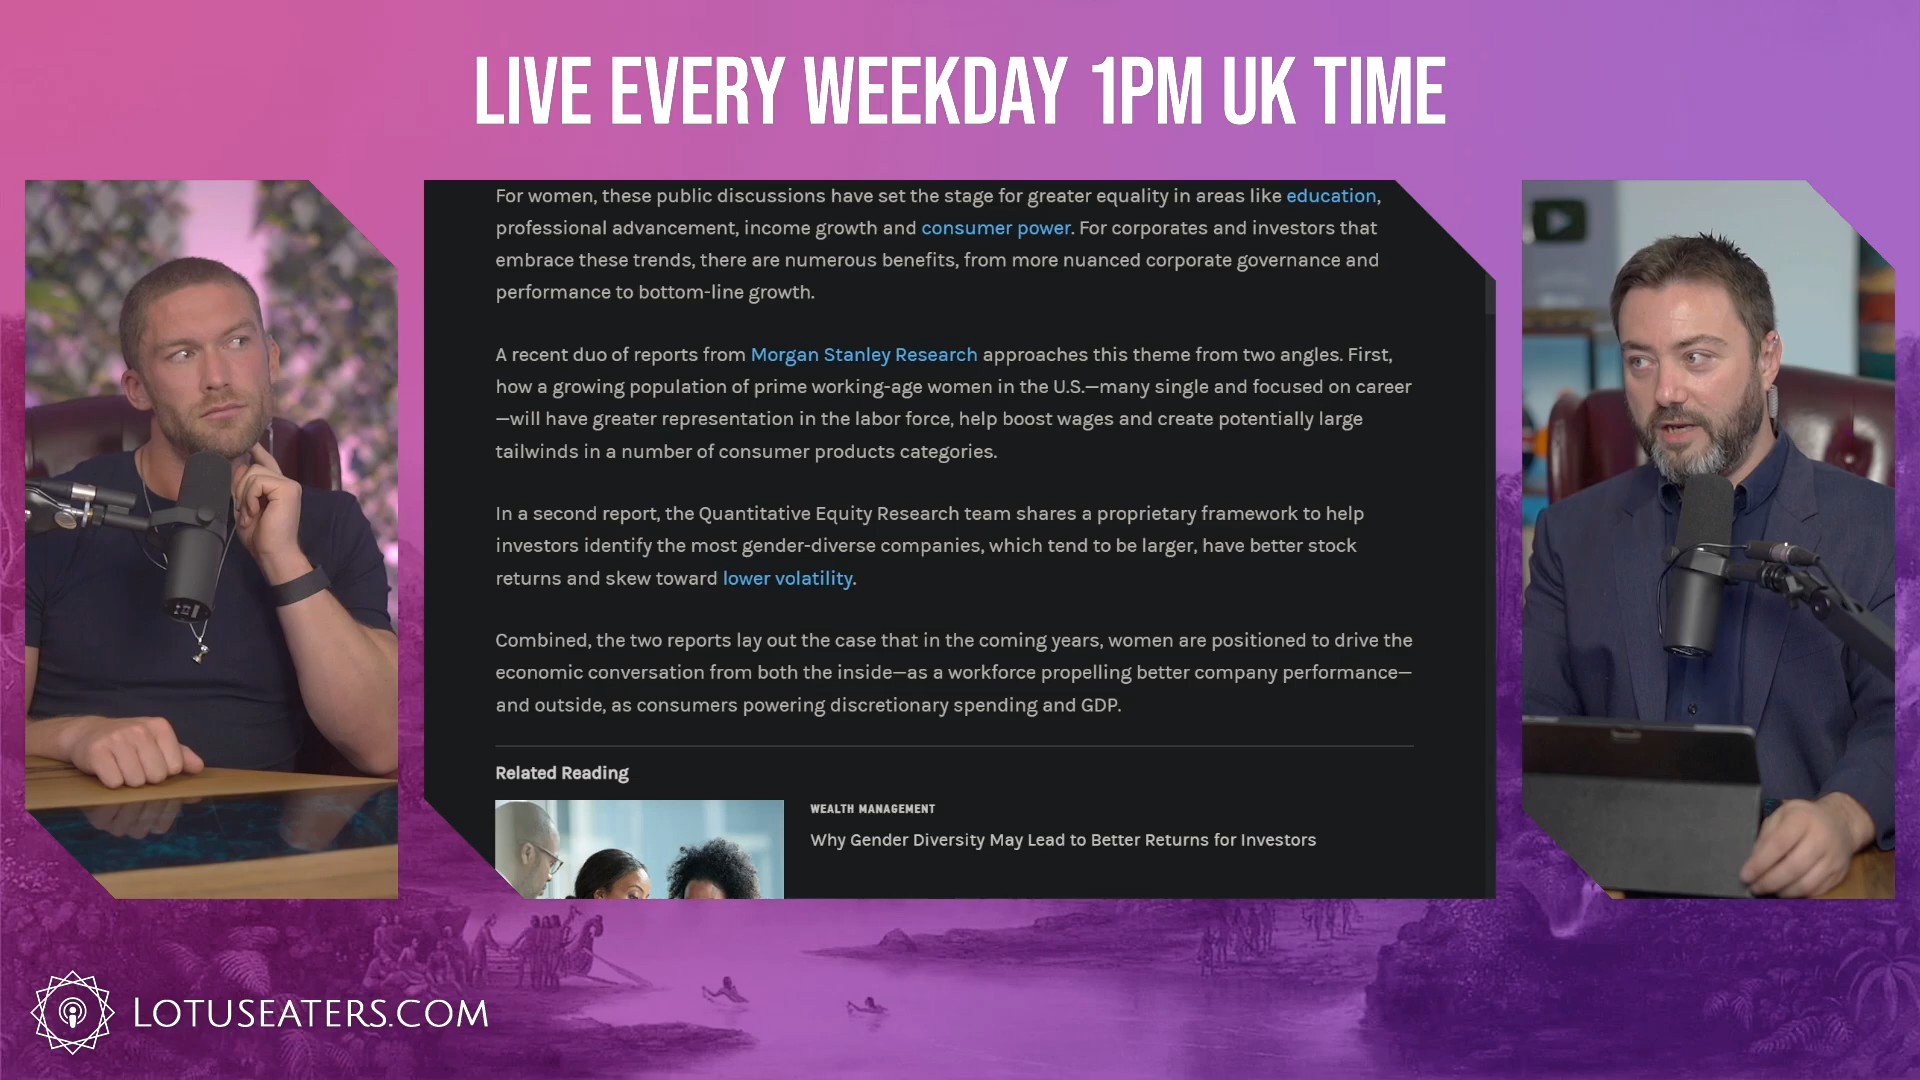 LIVE EVERY WEEKDAY 1PM UK TIME
For women, these public discussions have set the stage for greater equality in areas like education,
professional advancement, income growth and consumer power. For corporates and investors that
embrace these trends, there are numerous benefits, from more nuanced corporate governance and
performance to bottom-line growth.
A recent duo of reports from Morgan Stanley Research approaches this theme from two angles. First,
how a growing population of prime working-age women in the U.S.—many single and focused on career
—will have greater representation in the labor force, help boost wages and create potentially large
tailwinds in a number of consumer products categories.
In a second report, the Quantitative Equity Research team shares a proprietary framework to help
investors identify the most gender-diverse companies, which tend to be larger, have better stock
returns and skew toward lower volatility.
Combined, the two reports lay out the case that in the coming years, women are positioned to drive the
economic conversation from both the inside—as a workforce propelling better company performance—
and outside, as consumers powering discretionary spending and GDP.
Related Reading
WEALTH MANAGEMENT
Why Gender Diversity May Lead to Better Returns for Investors
LOTUSEATERS.COM